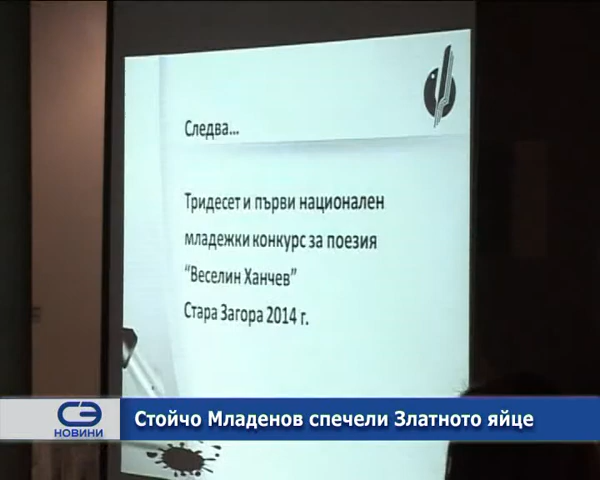 Следва...
Тридесет и първи национален
младежки конкурс за поезия
“Веселин Ханчев”
Стара Загора 2014 г.
СЭ
НОВИНИ
Стойчо Младенов спечели Златното яйце